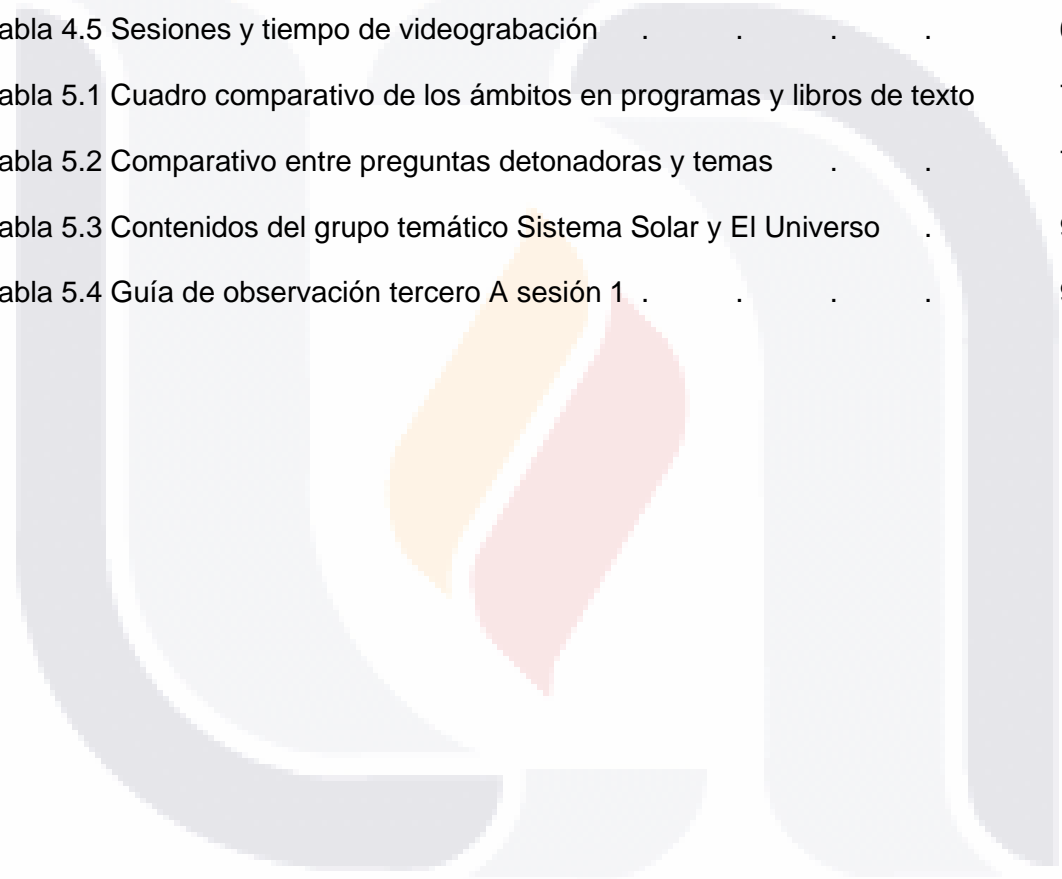 abla 4.5 Sesiones y tiempo de videograbación . . . .
abla 5.1 Cuadro comparativo de los ámbitos en programas y libros de texto
abla 5.2 Comparativo entre preguntas detonadoras y temas . .
abla 5.3 Contenidos del grupo temático Sistema Solar y El Universo .
abla 5.4 Guía de observación tercero A sesión 1 . . . .